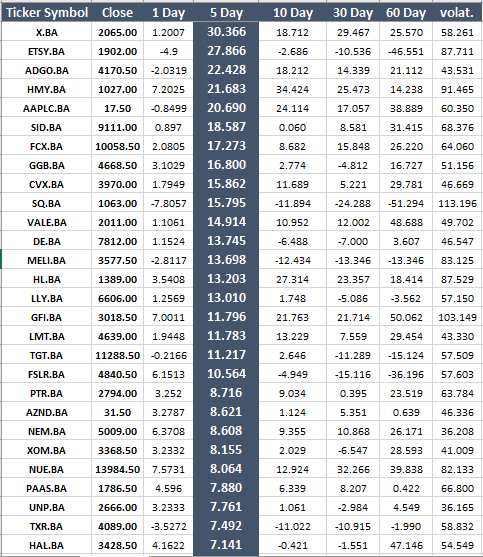 Ticker Symbol Close 1 Day 5 Day 10 Day 30 Day 60 Day volat.
X.BA 2065.00 1.2007 30.366 18.712 29.467 25.570 58.261
ETSY.BA 1902.00 -4.9 27.866 -2.686 -10.536 -46.551 87.711
ADGO.BA 4170.50 -2.0319 22.428 18.212 14.339 21.112 43.531
HMY.BA 1027.00 7.2025 21.683 34.424 25.473 14.238 91.465
AAPLC.BA 17.50 -0.8499 20.690 24.114 17.057 38.889 60.350
SID.BA 9111.00 0.897 18.587 0.060 8.581 31.415 68.376
FCX.BA 10058.50 2.0805 17.273 8.682 15.848 26.220 64.060
GGB.BA 4668.50 3.1029 16.800 2.774 -4.812 16.727 51.156
CVX.BA 3970.00 1.7949 15.862 11.689 5.221 29.781 46.669
SQ.BA 1063.00 -7.8057 15.795 -11.894 -24.288 -51.294 113.196
VALE.BA 2011.00 1.1061 14.914 10.952 12.002 48.688 49.702
DE.BA 7812.00 1.1524 13.745 -6.488 -7.000 3.607 46.547
MELI.BA 3577.50 -2.8117 13.698 -12.434 -13.346 -13.346 83.125
HL.BA 1389.00 3.5408 13.203 27.314 23.357 18.414 87.529
LLY.BA 6606.00 1.2569 13.010 1.748 -5.086 -3.562 57.150
GFI.BA 3018.50 7.0011 11.796 21.763 21.714 50.062 103.149
LMT.BA 4639.00 1.9448 11.783 13.229 7.559 29.454 43.330
TGT.BA 11288.50 -0.2166 11.217 2.646 -11.289 -15.124 57.509
FSLR.BA 4840.50 6.1513 10.564 -4.949 -15.116 -36.196 57.603
PTR.BA 2794.00 3.252 8.716 9.034 0.395 23.519 63.784
AZND.BA 31.50 3.2787 8.621 1.124 5.351 0.639 46.336
NEM.BA 5009.00 6.3708 8.608 9.355 10.868 26.171 36.208
XOM.BA 3368.50 3.2332 8.155 2.029 -6.547 28.593 41.009
NUE.BA 13984.50 7.5731 8.064 12.924 32.266 39.838 82.133
PAAS.BA 1786.50 4.596 7.880 6.339 8.207 0.422 66.800
UNP.BA 2666.00 3.2333 7.761 1.061 -2.984 4.549 36.165
TXR.BA 4089.00 -3.5272 7.492 -11.022 -10.915 -1.990 58.832
HAL.BA 3428.50 4.1622 7.141 -0.421 -1.551 47.146 54.549